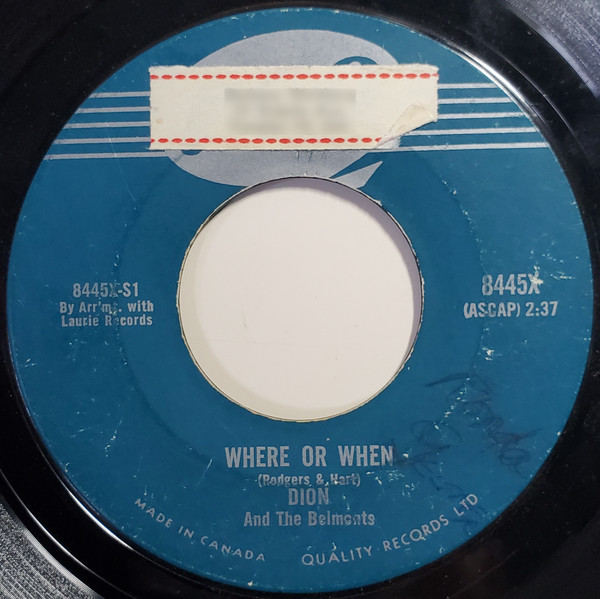 8445X-S1
By Arr'mt. with
Laurie Records
8445X
(ASCAP) 2:37
WHERE OR WHEN
(Rodgers & Hart)
DION
And The Belmonts
MADE IN CANADA
QUALITY RECORDS LTD